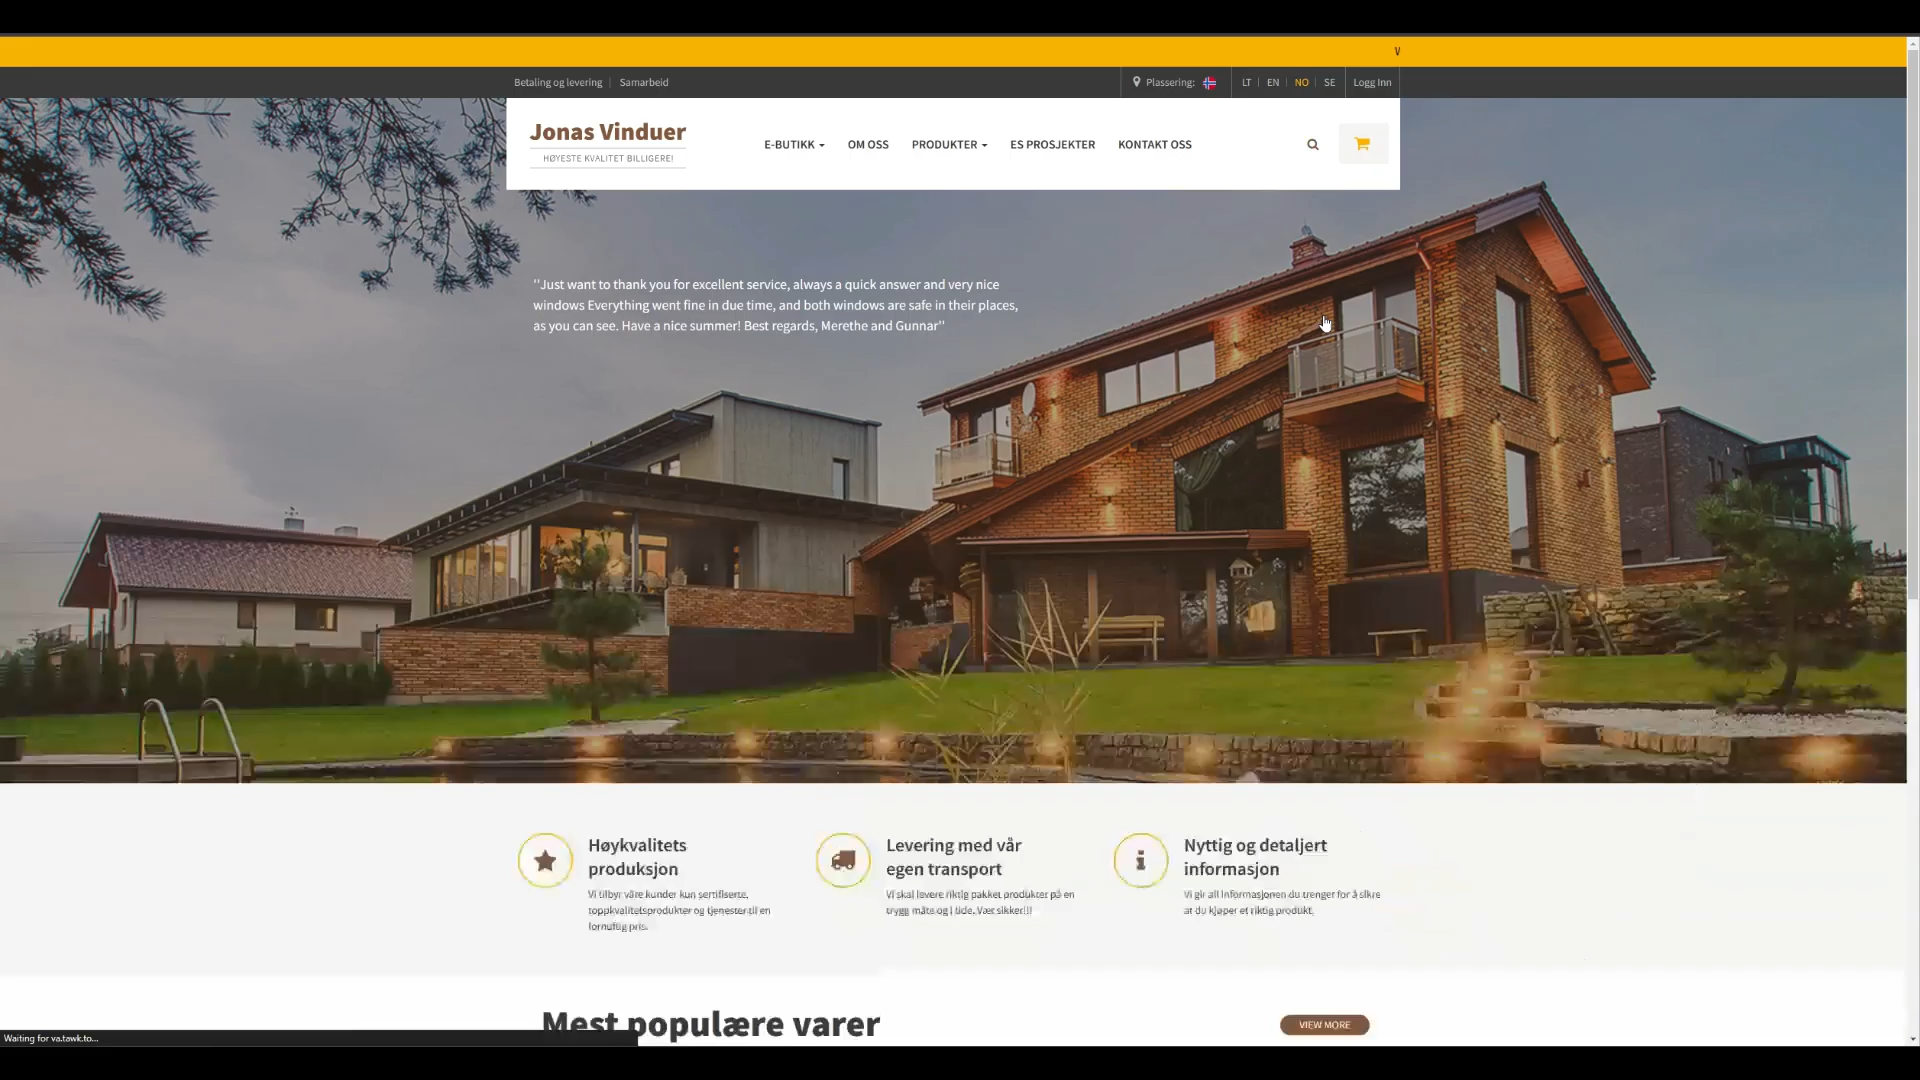 V
Betaling og levering | Samarbeid
Plassering:
LT | EN | NO | SE
Logg Inn
Jonas Vinduer
HØYESTE KVALITET BILLIGERE!
E-BUTIKK
OM OSS
PRODUKTER
ES PROSJEKTER
KONTAKT OSS
''Just want to thank you for excellent service, always a quick answer and very nice
windows Everything went fine in due time, and both windows are safe in their places,
as you can see. Have a nice summer! Best regards, Merethe and Gunnar''
Høykvalitets
produksjon
Vi tilbyr våre kunder kun sertifiserte,
toppkvalitetsprodukter og tjenester til en
fornuftig pris.
Levering med vår
egen transport
Vi skal levere riktig pakket produkter på en
trygg måte og i tide. Vær sikker!!!
Nyttig og detaljert
informasjon
Vi gir all informasjonen du trenger for å sikre
at du kjøper et riktig produkt.
Mest populære varer
VIEW MORE
Waiting for va.tawk.to...